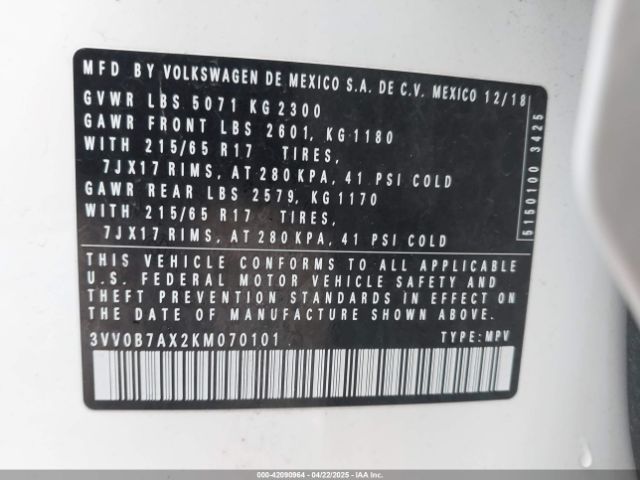 MFD BY VOLKSWAGEN DE MEXICO S.A. DE C.V. MEXICO 12/18
GVWR LBS 5071 KG 2300
GAWR FRONT LBS 2601, KG 1180
WITH 215/65 R17 TIRES,
7JX17 RIMS, AT 280 KPA, 41 PSI COLD
GAWR REAR LBS 2579, KG 1170
WITH 215/65 R17 TIRES,
7JX17 RIMS, AT 280 KPA, 41 PSI COLD
5150100 3425
THIS VEHICLE CONFORMS TO ALL APPLICABLE
U.S. FEDERAL MOTOR VEHICLE SAFETY AND
THEFT PREVENTION STANDARDS IN EFFECT ON
THE DATE OF MANUFACTURE SHOWN ABOVE.
3VV0B7AX2KM070101 TYPE: MPV
000-42090964 - 04/22/2025 - IAAI.COM